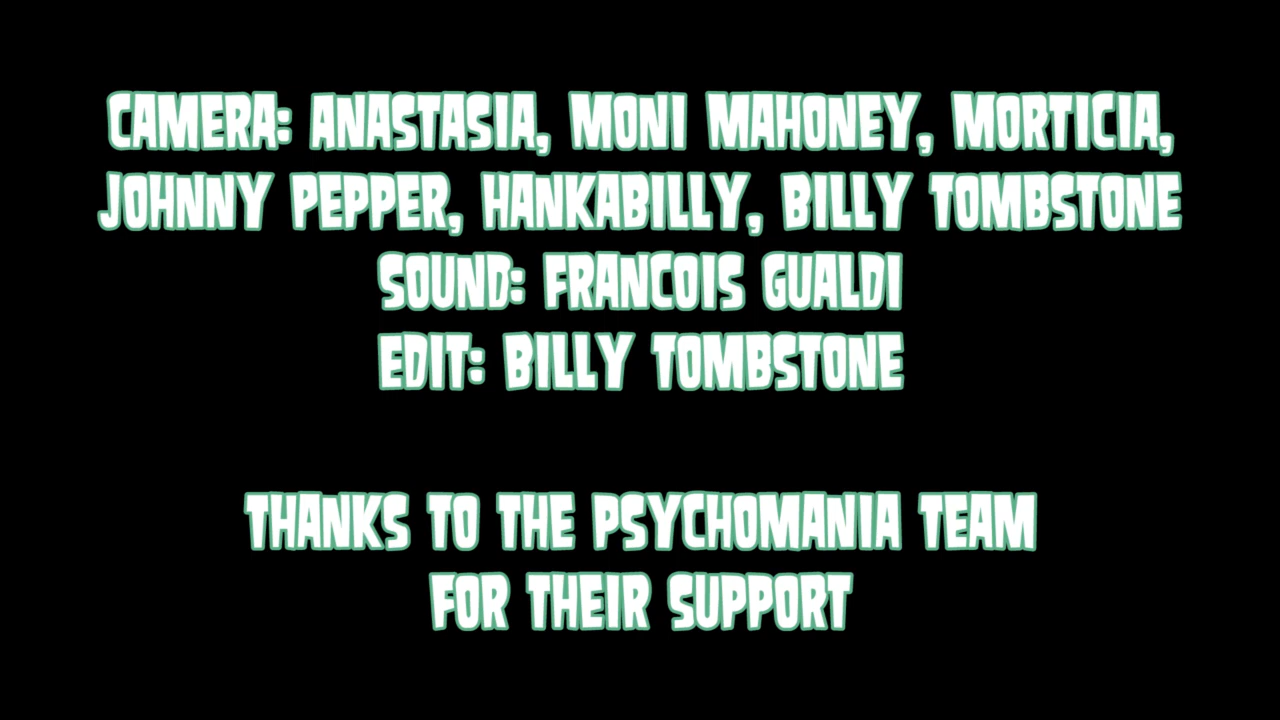 CAMERA: ANASTASIA, MONI MAHONEY, MORTICIA,
JOHNNY PEPPER, HANKABILLY, BILLY TOMBSTONE
SOUND: FRANCOIS GUALDI
EDIT: BILLY TOMBSTONE
THANKS TO THE PSYCHOMANIA TEAM
FOR THEIR SUPPORT